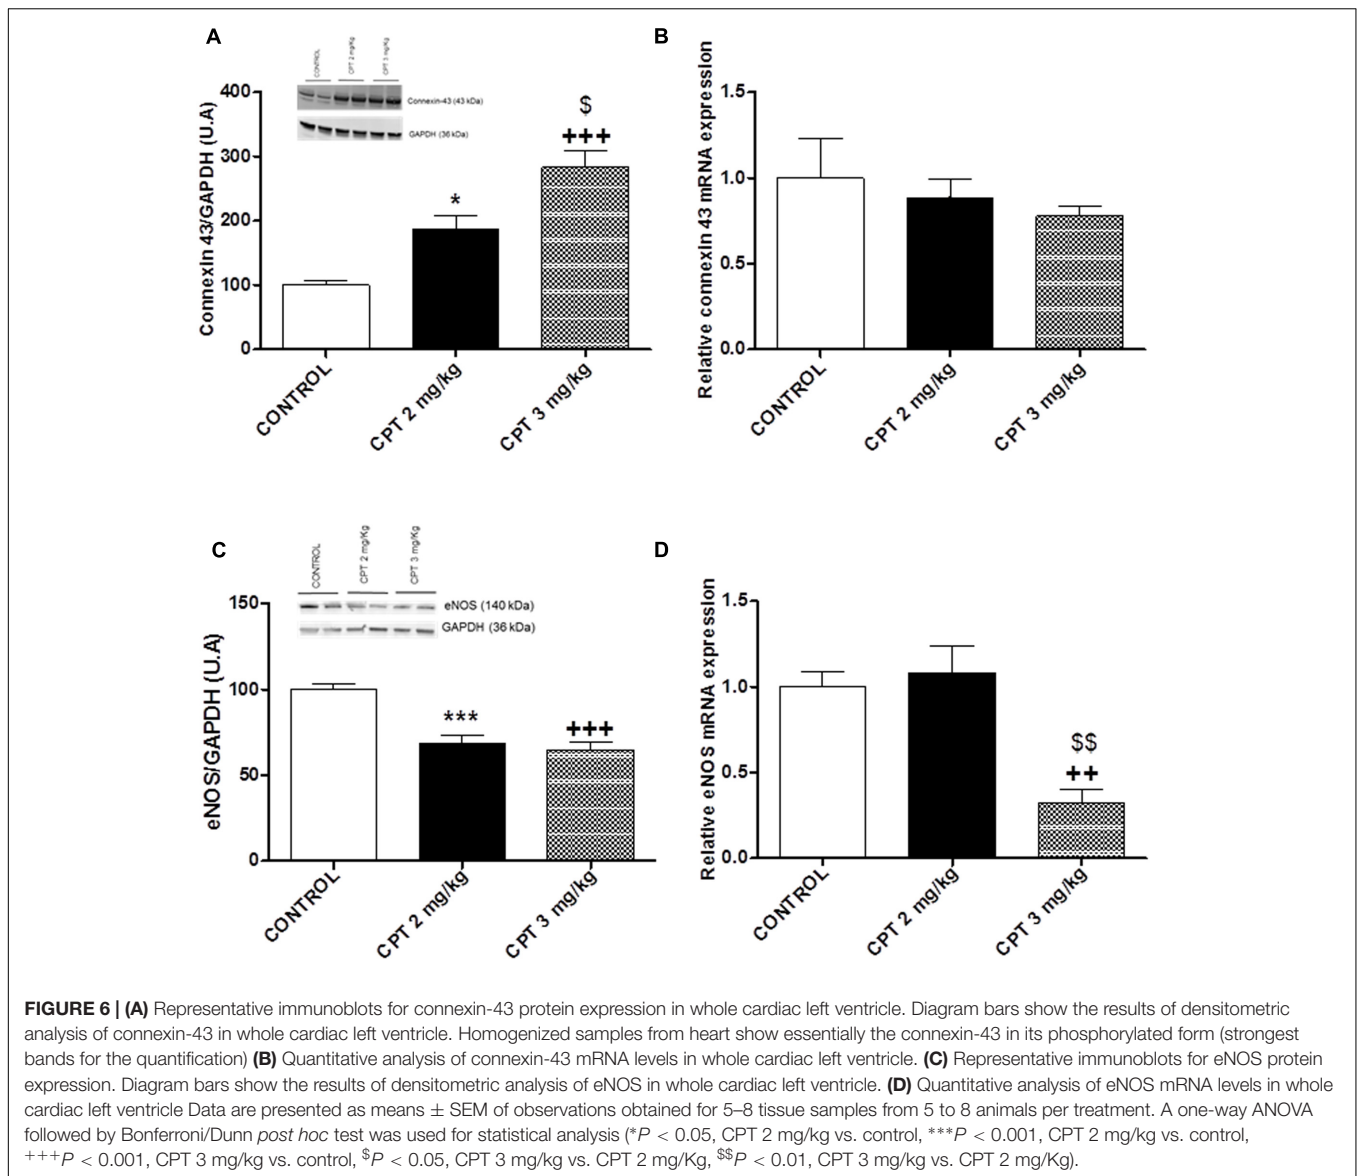 A
CONTROL
CPT 2 mg/Kg
CPT 3 mg/Kg
Connexin-43 (43 kDa)
GAPDH (36 kDa)
Connexin 43/GAPDH (U.A)
400
300
200
100
0
*
$
+++
CONTROL
CPT 2 mg/kg
CPT 3 mg/kg
B
Relative connexin 43 mRNA expression
1.5
1.0
0.5
0.0
CONTROL
CPT 2 mg/kg
CPT 3 mg/kg
C
CONTROL
CPT 2 mg/Kg
CPT 3 mg/Kg
eNOS (140 kDa)
GAPDH (36 kDa)
eNOS/GAPDH (U.A)
150
100
50
0
***
+++
CONTROL
CPT 2 mg/kg
CPT 3 mg/kg
D
Relative eNOS mRNA expression
1.5
1.0
0.5
0.0
$$
++
CONTROL
CPT 2 mg/kg
CPT 3 mg/kg
FIGURE 6 | (A) Representative immunoblots for connexin-43 protein expression in whole cardiac left ventricle. Diagram bars show the results of densitometric
analysis of connexin-43 in whole cardiac left ventricle. Homogenized samples from heart show essentially the connexin-43 in its phosphorylated form (strongest
bands for the quantification) (B) Quantitative analysis of connexin-43 mRNA levels in whole cardiac left ventricle. (C) Representative immunoblots for eNOS protein
expression. Diagram bars show the results of densitometric analysis of eNOS in whole cardiac left ventricle. (D) Quantitative analysis of eNOS mRNA levels in whole
cardiac left ventricle Data are presented as means ± SEM of observations obtained for 5–8 tissue samples from 5 to 8 animals per treatment. A one-way ANOVA
followed by Bonferroni/Dunn post hoc test was used for statistical analysis (*P < 0.05, CPT 2 mg/kg vs. control, ***P < 0.001, CPT 2 mg/kg vs. control,
+++P < 0.001, CPT 3 mg/kg vs. control, $P < 0.05, CPT 3 mg/kg vs. CPT 2 mg/Kg, $$P < 0.01, CPT 3 mg/kg vs. CPT 2 mg/Kg).